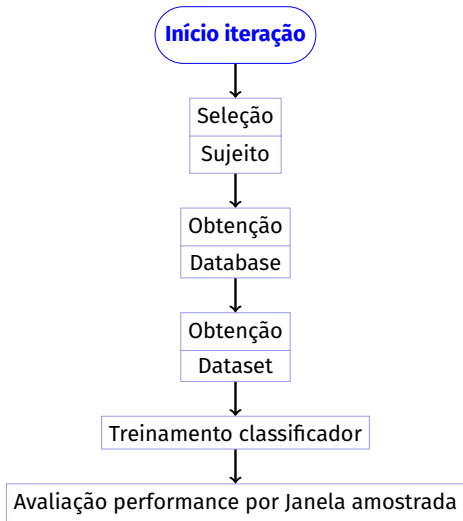 Início iteração
Seleção
Sujeito
Obtenção
Database
Obtenção
Dataset
Treinamento classificador
Avaliação performance por Janela amostrada